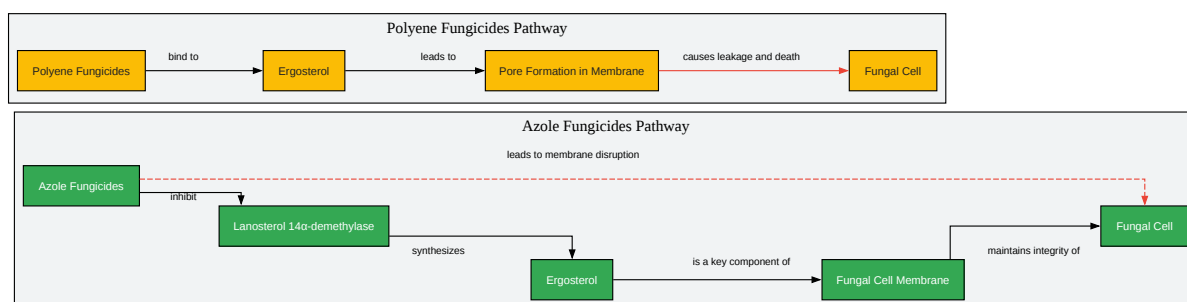 Polyene Fungicides Pathway
Polyene Fungicides
bind to
Ergosterol
leads to
Pore Formation in Membrane
causes leakage and death
Fungal Cell
Azole Fungicides Pathway
leads to membrane disruption
Azole Fungicides
inhibit
Lanosterol 14α-demethylase
synthesizes
Ergosterol
is a key component of
Fungal Cell Membrane
maintains integrity of
Fungal Cell